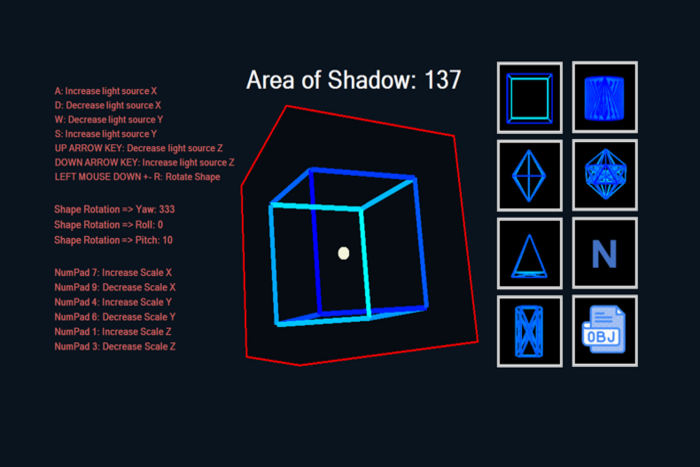 Area of Shadow: 137
A: Increase light source X
D: Decrease light source X
W: Decrease light source Y
S: Increase light source Y
UP ARROW KEY: Decrease light source Z
DOWN ARROW KEY: Increase light source Z
LEFT MOUSE DOWN +- R: Rotate Shape
Shape Rotation => Yaw: 333
Shape Rotation => Roll: 0
Shape Rotation => Pitch: 10
NumPad 7: Increase Scale X
NumPad 9: Decrease Scale X
NumPad 4: Increase Scale Y
NumPad 6: Decrease Scale Y
NumPad 1: Increase Scale Z
NumPad 3: Decrease Scale Z
N
OBJ